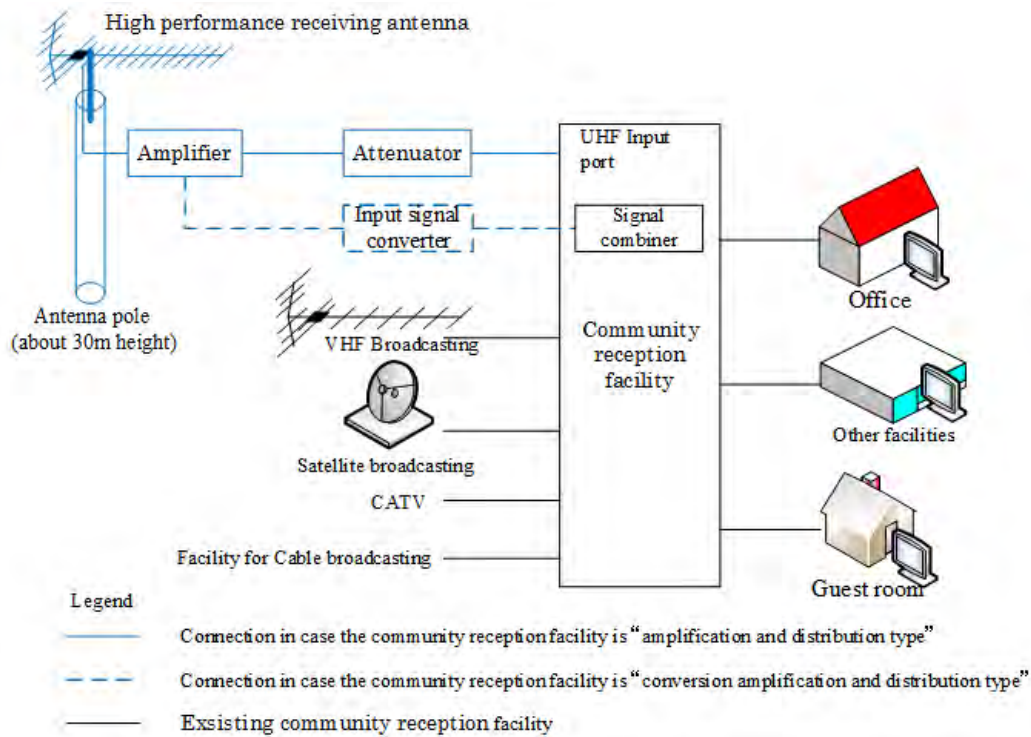 High performance receiving antenna
Amplifier
Attenuator
UHF Input
port
Input signal
converter
Signal
combiner
Antenna pole
(about 30m height)
VHF Broadcasting
Community
reception
facility
Office
Satellite broadcasting
Other facilities
CATV
Facility for Cable broadcasting
Guest room
Legend
Connection in case the community reception facility is “amplification and distribution type”
Connection in case the community reception facility is “conversion amplification and distribution type”
Exsisting community reception facility